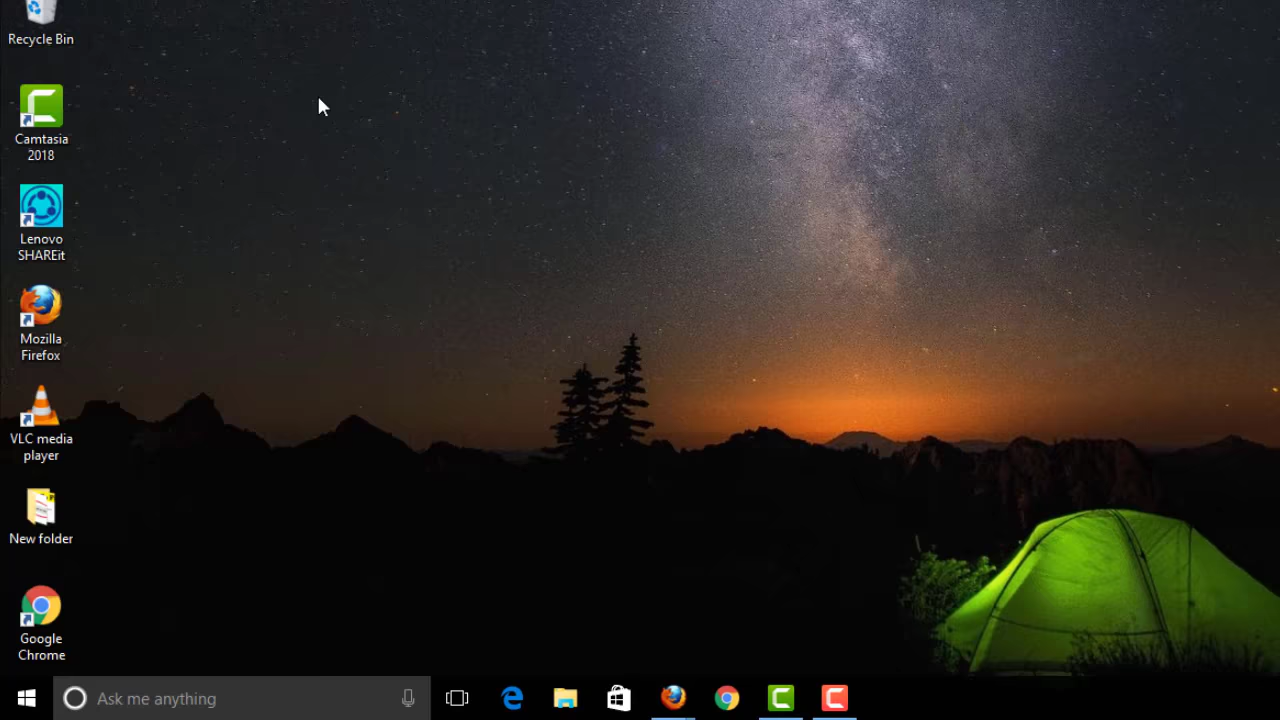 Recycle Bin
Camtasia
2018
Lenovo
SHAREit
Mozilla
Firefox
VLC media
player
New folder
Google
Chrome
Ask me anything